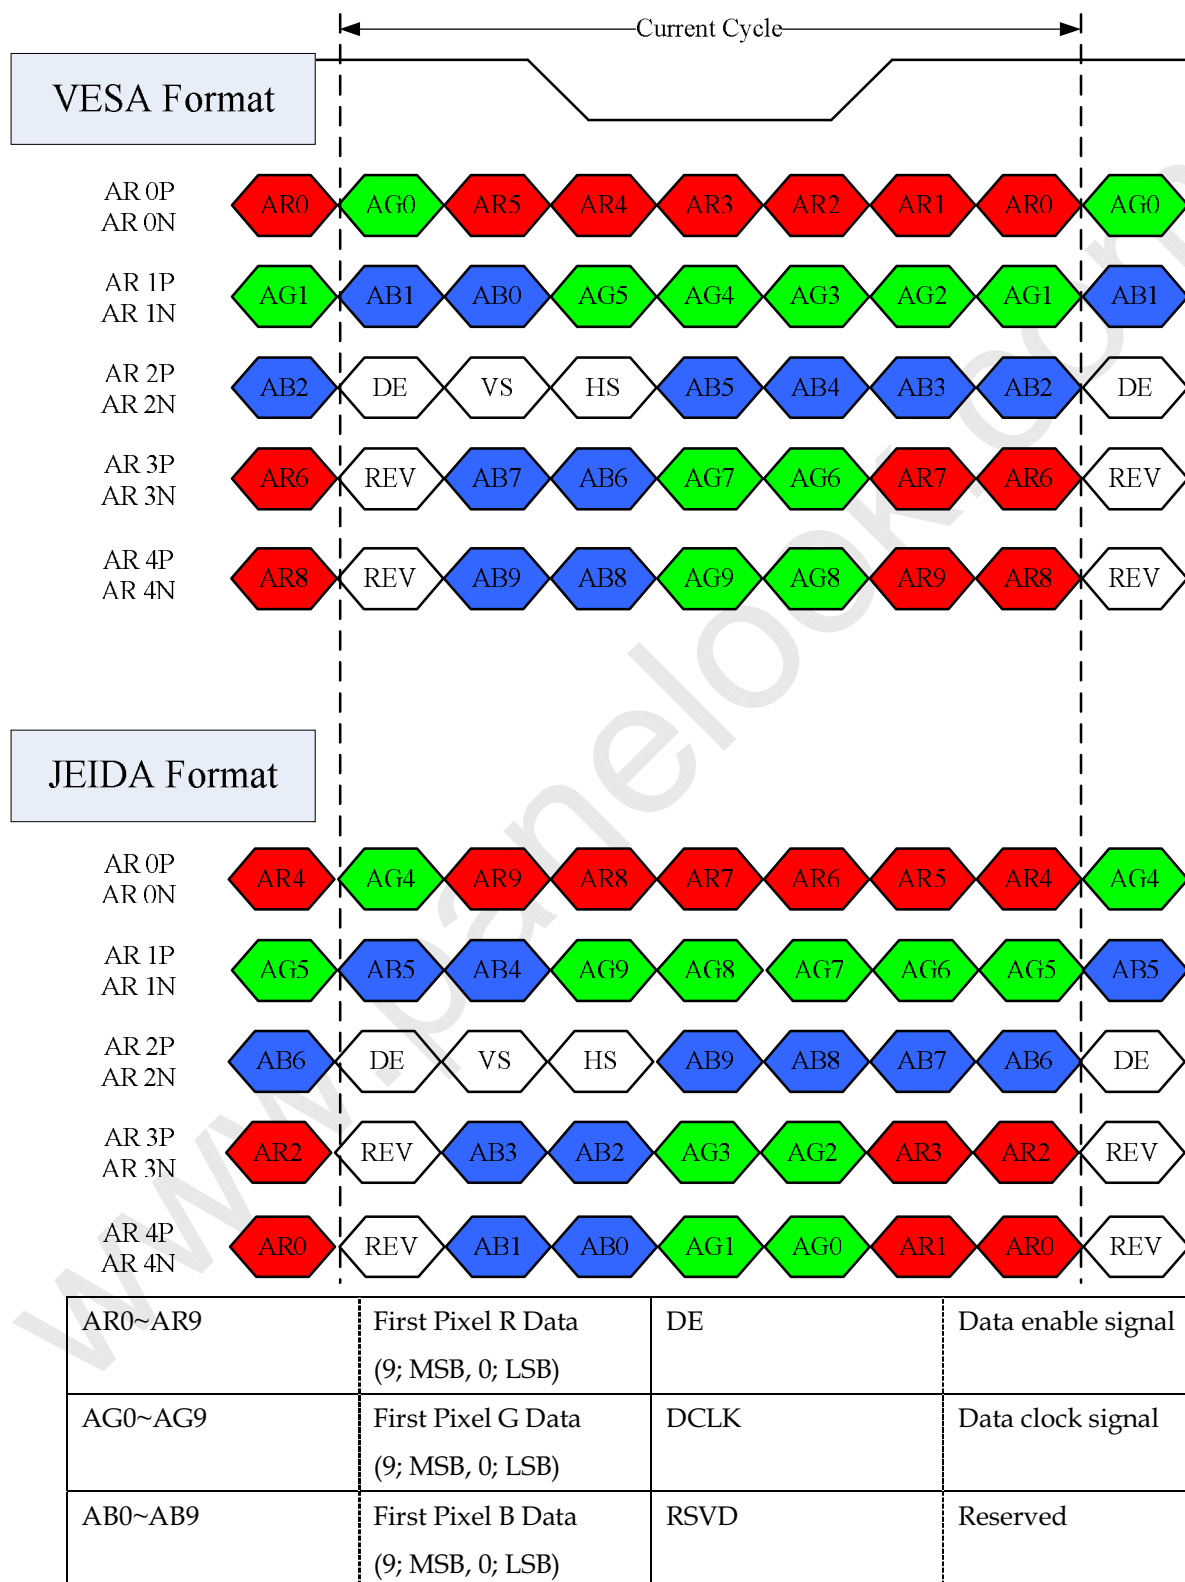 Current Cycle
VESA Format
AR 0P
AR 0N
AR0 AG0 AR5 AR4 AR3 AR2 AR1 AR0 AG0
AR 1P
AR 1N
AG1 AB1 AB0 AG5 AG4 AG3 AG2 AG1 AB1
AR 2P
AR 2N
AB2 DE VS HS AB5 AB4 AB3 AB2 DE
AR 3P
AR 3N
AR6 REV AB7 AB6 AG7 AG6 AR7 AR6 REV
AR 4P
AR 4N
AR8 REV AB9 AB8 AG9 AG8 AR9 AR8 REV
JEIDA Format
AR 0P
AR 0N
AR4 AG4 AR9 AR8 AR7 AR6 AR5 AR4 AG4
AR 1P
AR 1N
AG5 AB5 AB4 AG9 AG8 AG7 AG6 AG5 AB5
AR 2P
AR 2N
AB6 DE VS HS AB9 AB8 AB7 AB6 DE
AR 3P
AR 3N
AR2 REV AB3 AB2 AG3 AG2 AR3 AR2 REV
AR 4P
AR 4N
AR0 REV AB1 AB0 AG1 AG0 AR1 AR0 REV
AR0~AR9 First Pixel R Data DE Data enable signal
(9; MSB, 0; LSB)
AG0~AG9 First Pixel G Data DCLK Data clock signal
(9; MSB, 0; LSB)
AB0~AB9 First Pixel B Data RSVD Reserved
(9; MSB, 0; LSB)
www.panelook.com